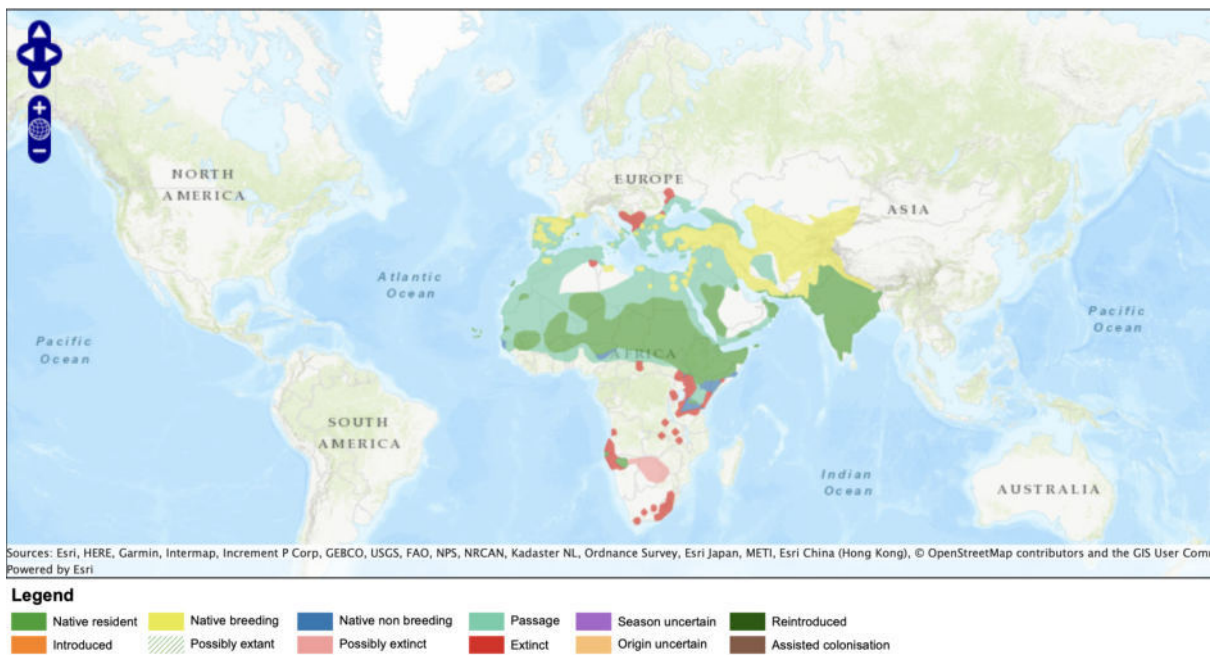 NORTH
AMERICA
EUROPE
ASIA
Atlantic
Ocean
Pacific
Ocean
Pacific
Ocean
AFRICA
SOUTH
AMERICA
Indian
Ocean
AUSTRALIA
Sources: Esri, HERE, Garmin, Intermap, Increment P Corp, GEBCO, USGS, FAO, NPS, NRCAN, Kadaster NL, Ordnance Survey, Esri Japan, METI, Esri China (Hong Kong), © OpenStreetMap contributors and the GIS User Com
Powered by Esri
Legend
Native resident Native breeding Native non breeding Passage Season uncertain Reintroduced
Introduced Possibly extant Possibly extinct Extinct Origin uncertain Assisted colonisation